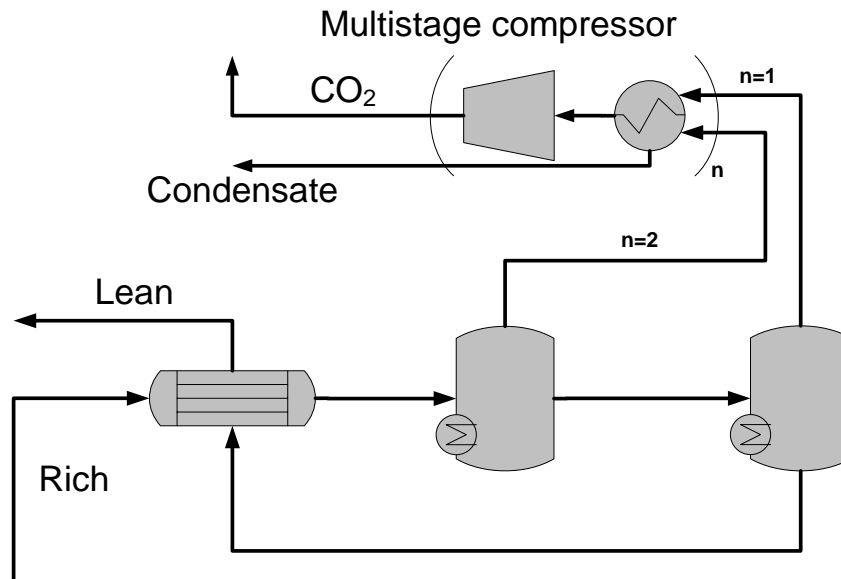 Multistage compressor
n=1
CO₂
n
Condensate
n=2
Lean
Rich